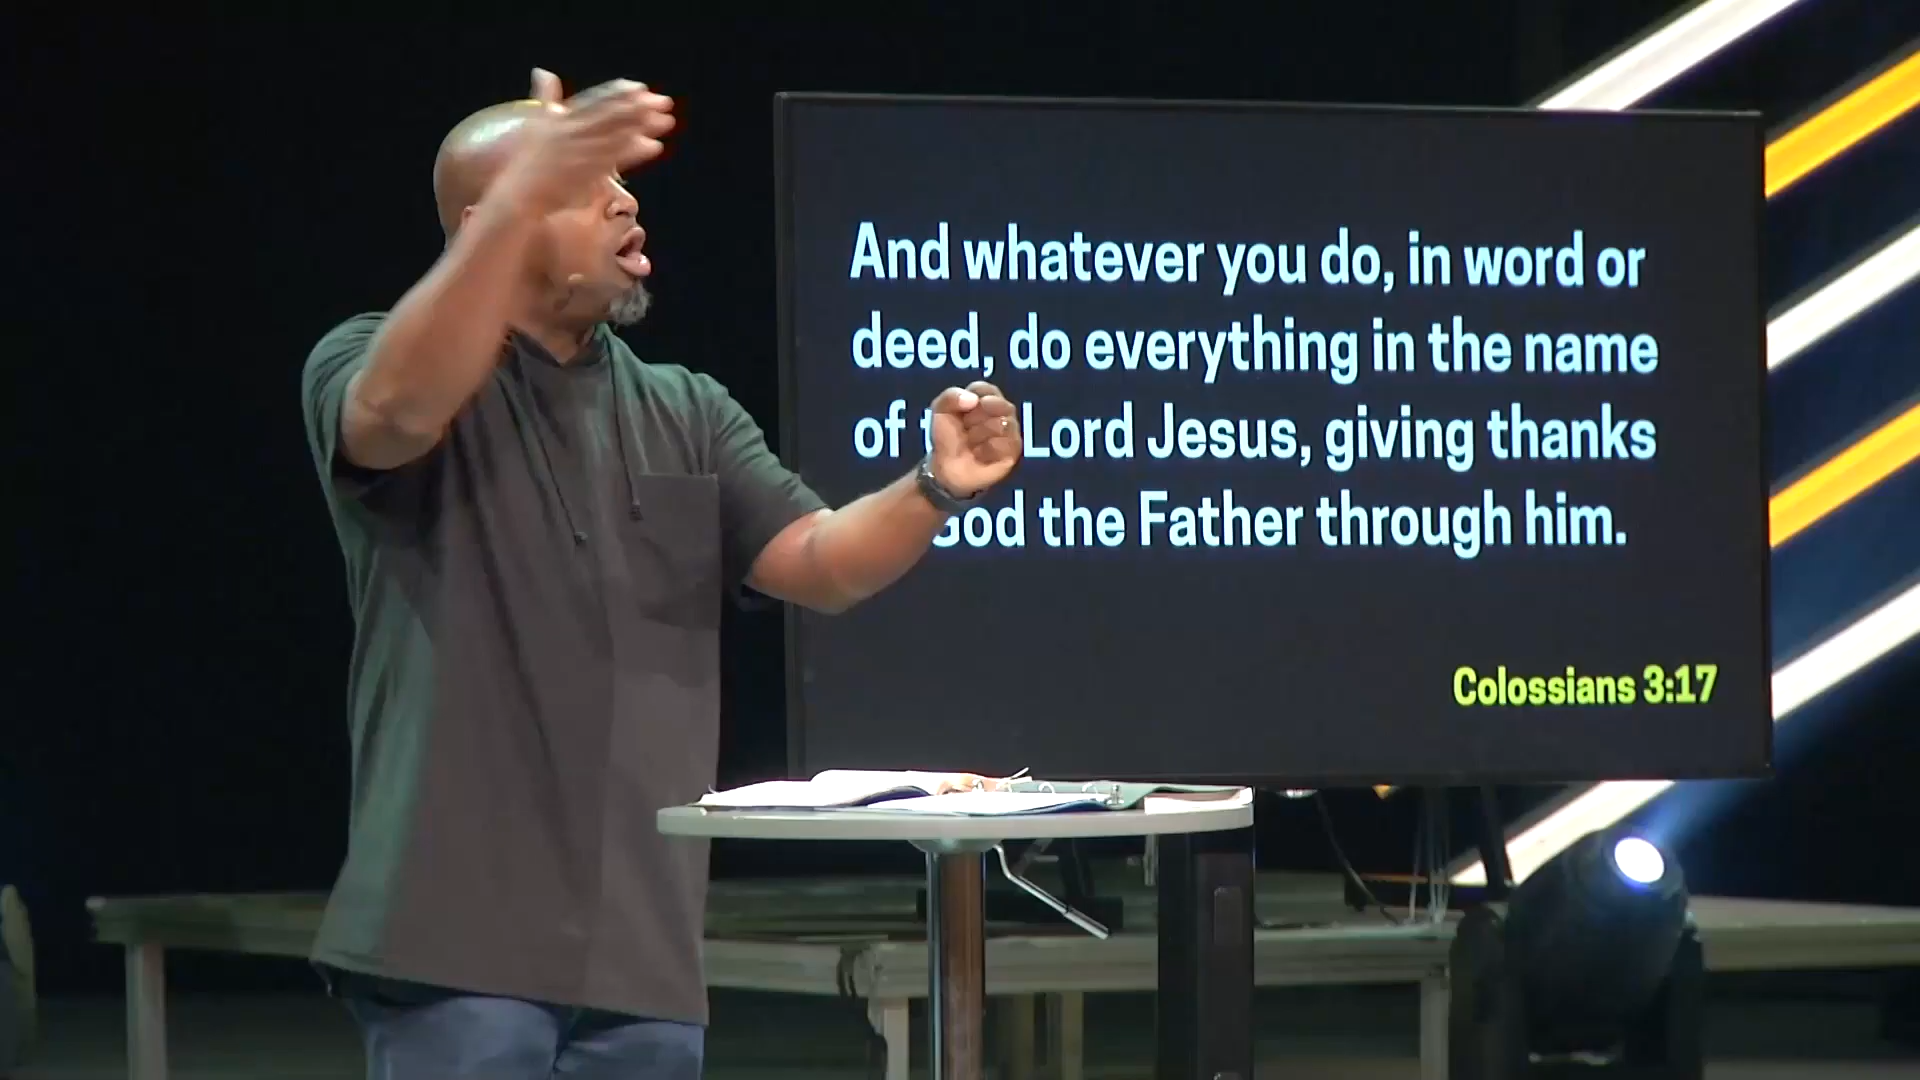 And whatever you do, in word or
deed, do everything in the name
of Lord Jesus, giving thanks
God the Father through him.
Colossians 3:17